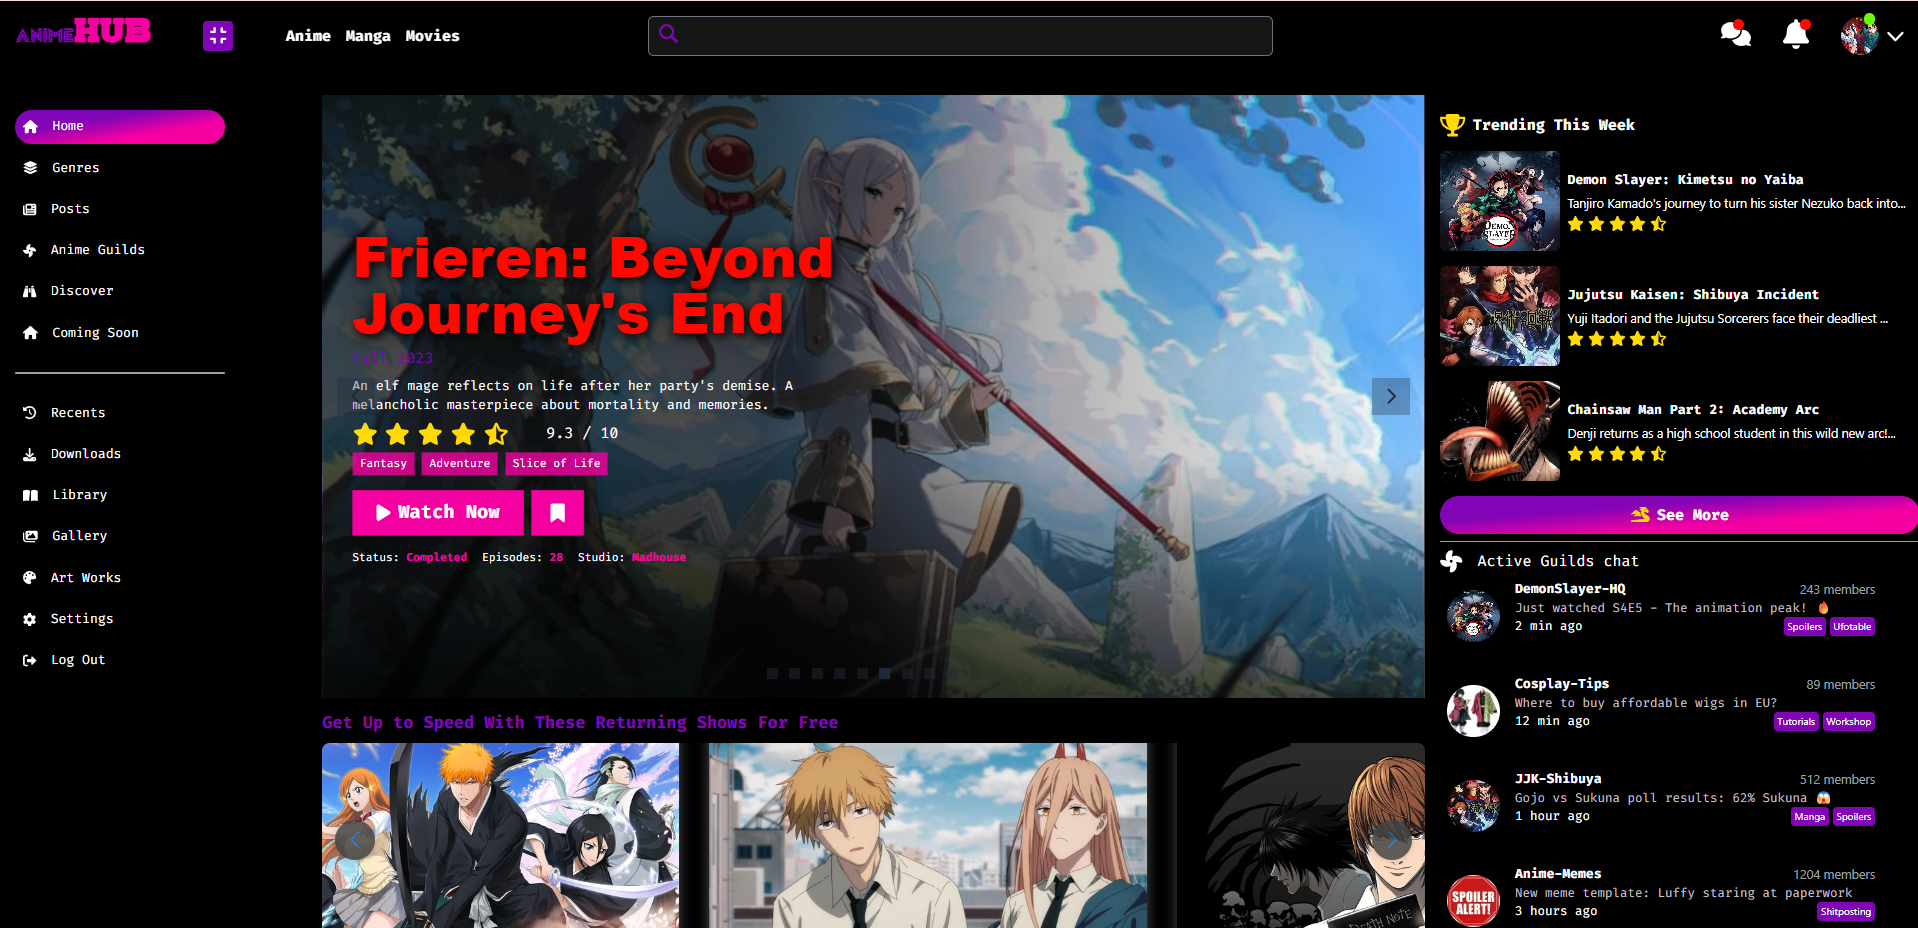 ANIMEHUB
Anime Manga Movies
Home
Genres
Posts
Anime Guilds
Discover
Coming Soon
Recents
Downloads
Library
Gallery
Art Works
Settings
Log Out
Frieren: Beyond
Journey's End
Fall 2023
An elf mage reflects on life after her party's demise. A
melancholic masterpiece about mortality and memories.
9.3 / 10
Fantasy Adventure Slice of Life
Watch Now
Status: Completed Episodes: 28 Studio: Madhouse
Get Up to Speed With These Returning Shows For Free
DEATH NOTE
Trending This Week
DEMON SLAYER
Demon Slayer: Kimetsu no Yaiba
Tanjiro Kamado's journey to turn his sister Nezuko back into...
Jujutsu Kaisen: Shibuya Incident
Yuji Itadori and the Jujutsu Sorcerers face their deadliest ...
Chainsaw Man Part 2: Academy Arc
Denji returns as a high school student in this wild new arc!...
See More
Active Guilds chat
DemonSlayer-HQ 243 members
Just watched S4E5 - The animation peak! 🔥
2 min ago Spoilers Ufotable
Cosplay-Tips 89 members
Where to buy affordable wigs in EU?
12 min ago Tutorials Workshop
JJK-Shibuya 512 members
Gojo vs Sukuna poll results: 62% Sukuna 😱
1 hour ago Manga Spoilers
SPOILER
ALERT!
Anime-Memes 1204 members
New meme template: Luffy staring at paperwork
3 hours ago Shitposting